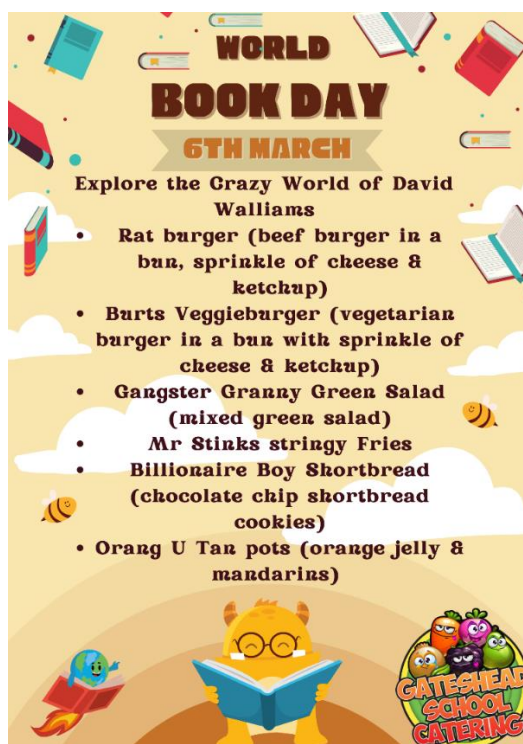 WORLD
BOOK DAY
6TH MARCH
Explore the Crazy World of David
Walliams
• Rat burger (beef burger in a
bun, sprinkle of cheese &
ketchup)
• Burts Veggieburger (vegetarian
burger in a bun with sprinkle of
cheese & ketchup)
• Gangster Granny Green Salad
(mixed green salad)
• Mr Stinks stringy Fries
• Billionaire Boy Shortbread
(chocolate chip shortbread
cookies)
• Orang U Tan pots (orange jelly &
mandarins)
GATESHEAD
SCHOOL
CATERING